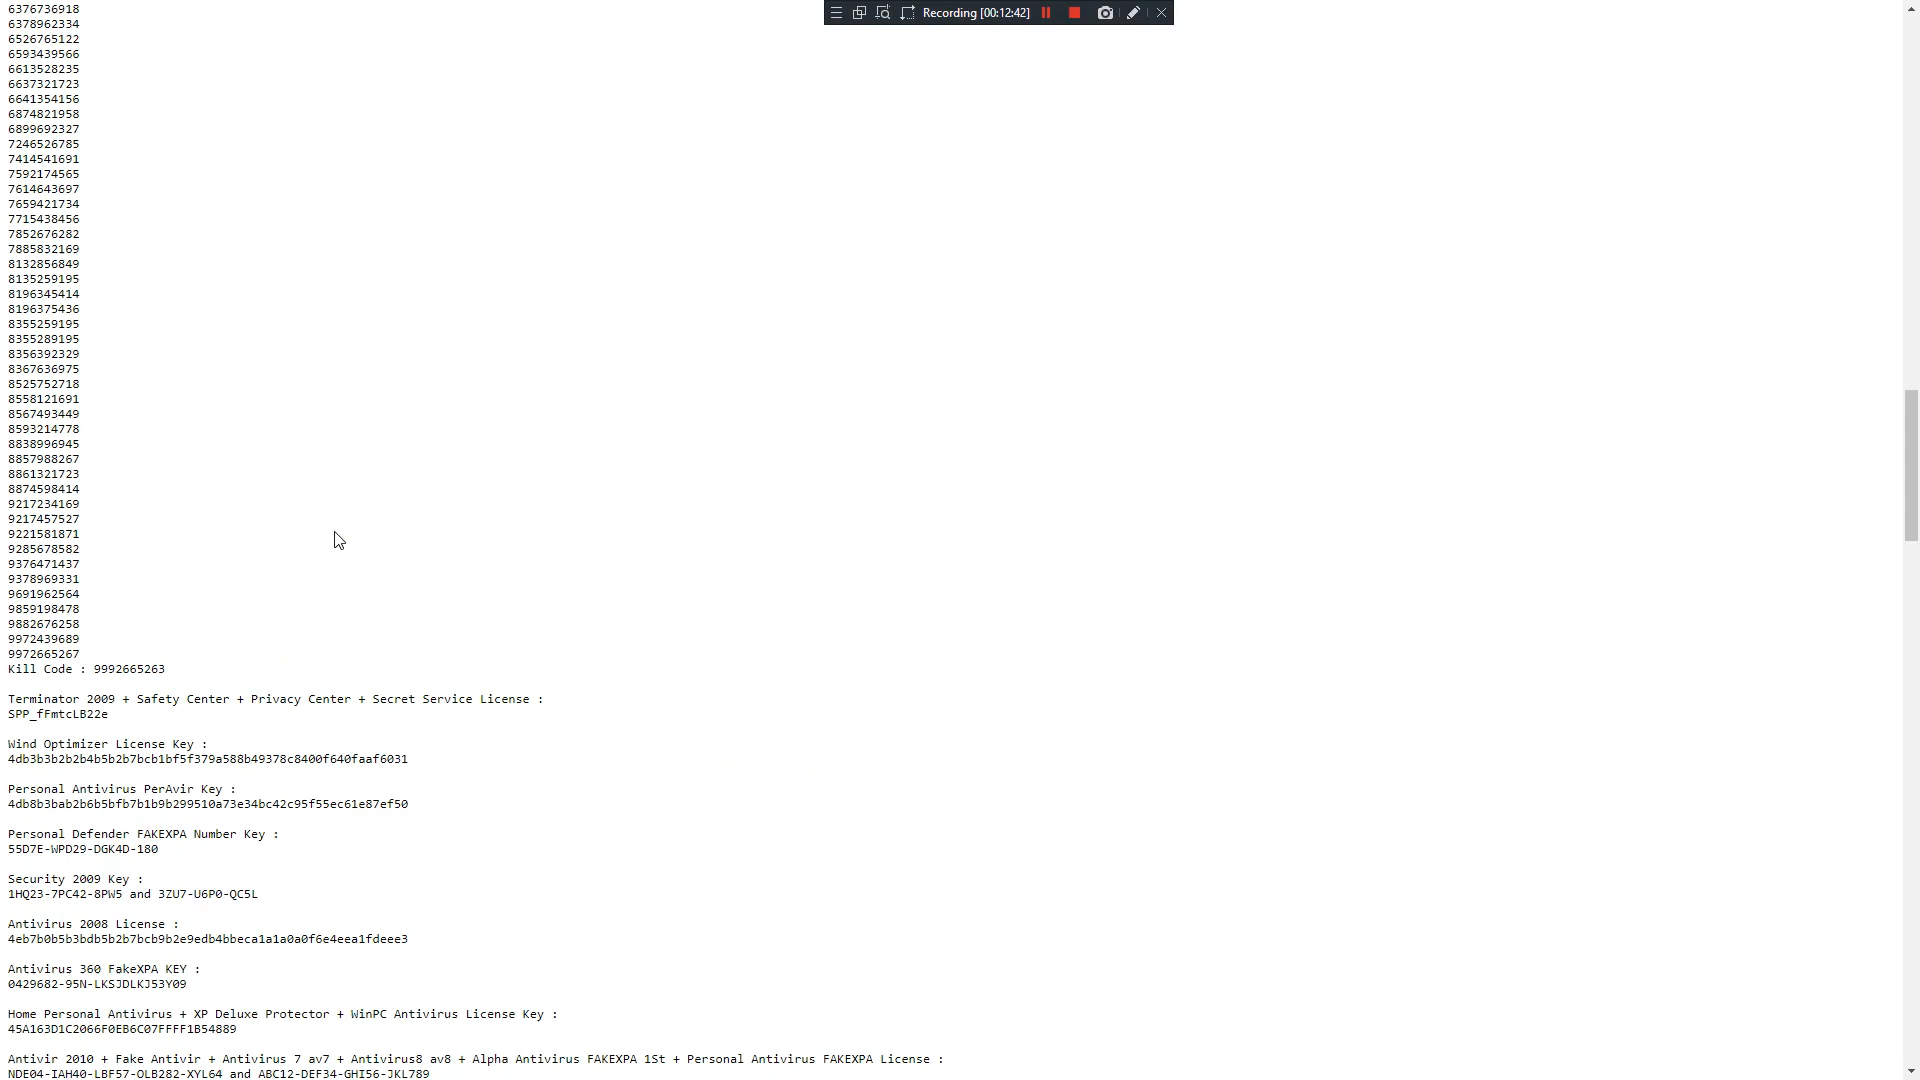 Recording [00:12:42]
6376736918
6378962334
6526765122
6593439566
6613528235
6637321723
6641354156
6874821958
6899692327
7246526785
7414541691
7592174565
7614643697
7659421734
7715438456
7852676282
7885832169
8132856849
8135259195
8196345414
8196375436
8355259195
8355289195
8356392329
8367636975
8525752718
8558121691
8567493449
8593214778
8838996945
8857988267
8861321723
8874598414
9217234169
9217457527
9221581871
9285678582
9376471437
9378969331
9691962564
9859198478
9882676258
9972439689
9972665267
Kill Code : 9992665263
Terminator 2009 + Safety Center + Privacy Center + Secret Service License :
SPP_fFmtcLB22e
Wind Optimizer License Key :
4db3b3b2b2b4b5b2b7bcb1bf5f379a588b49378c8400f640faaf6031
Personal Antivirus PerAvir Key :
4db8b3bab2b6b5bfb7b1b9b299510a73e34bc42c95f55ec61e87ef50
Personal Defender FAKEXPA Number Key :
55D7E-WPD29-DGK4D-180
Security 2009 Key :
1HQ23-7PC42-8PW5 and 3ZU7-U6P0-QC5L
Antivirus 2008 License :
4eb7b0b5b3bdb5b2b7bcb9b2e9edb4bbeca1a1a0a0f6e4eea1fdeee3
Antivirus 360 FakeXPA KEY :
0429682-95N-LKSJDLKJ53Y09
Home Personal Antivirus + XP Deluxe Protector + WinPC Antivirus License Key :
45A163D1C2066F0EB6C07FFFF1B54889
Antivir 2010 + Fake Antivir + Antivirus 7 av7 + Antivirus8 av8 + Alpha Antivirus FAKEXPA 1St + Personal Antivirus FAKEXPA License :
NDE04-IAH40-LBF57-OLB282-XYL64 and ABC12-DEF34-GHI56-JKL789